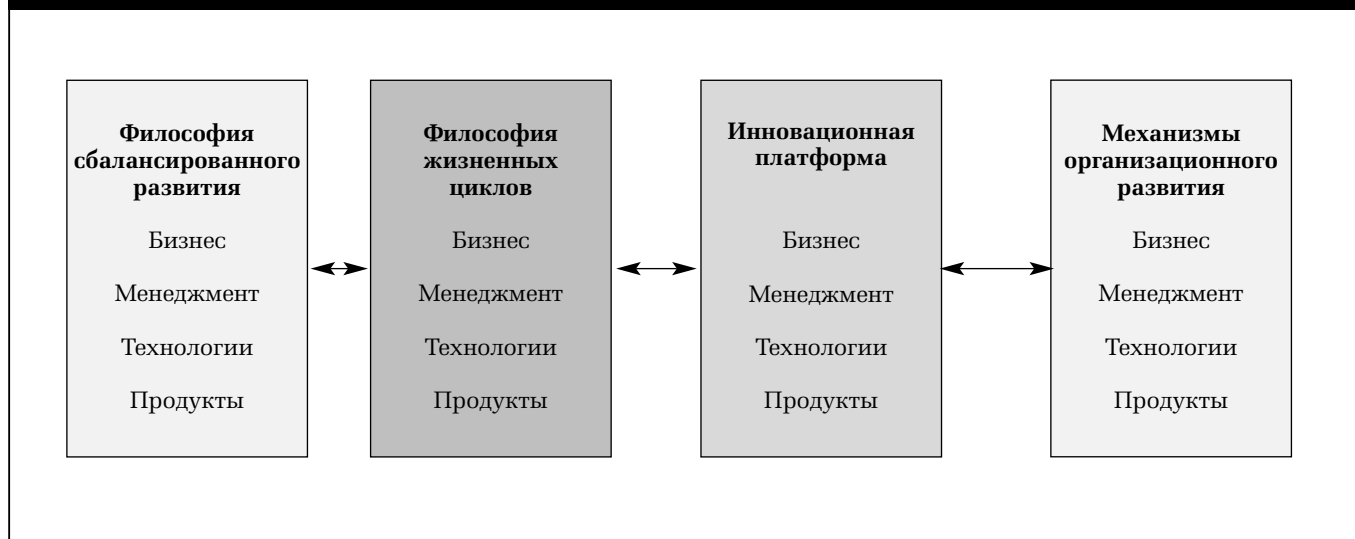 Философия
сбалансированного
развития
Бизнес
Менеджмент
Технологии
Продукты
Философия
жизненных
циклов
Бизнес
Менеджмент
Технологии
Продукты
Инновационная
платформа
Бизнес
Менеджмент
Технологии
Продукты
Механизмы
организационного
развития
Бизнес
Менеджмент
Технологии
Продукты